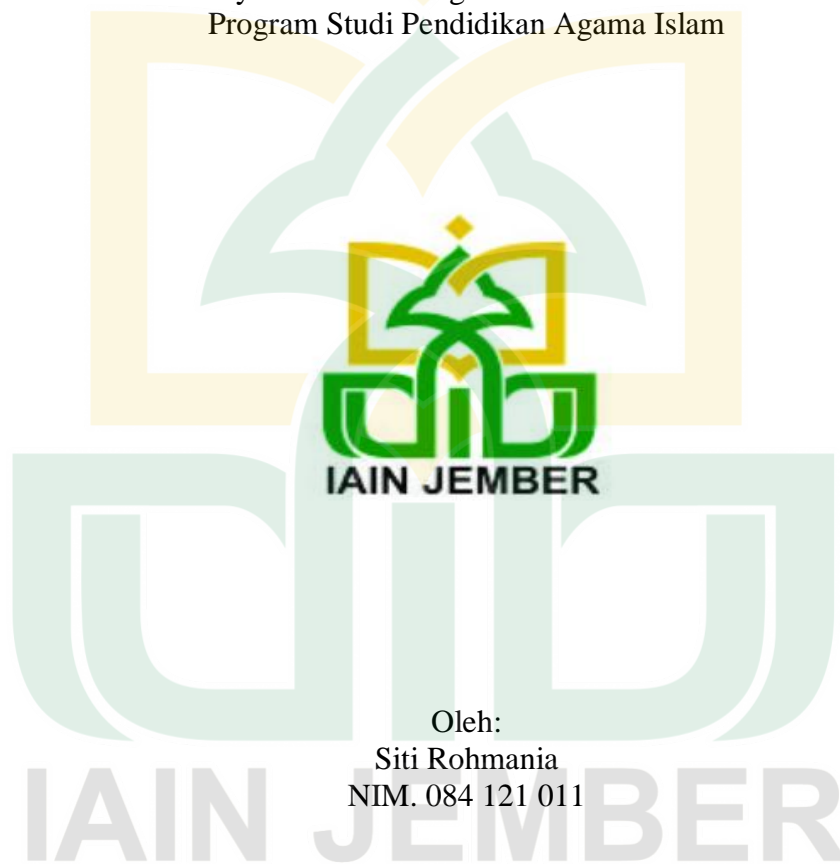 Program Studi Pendidikan Agama Islam
IAIN JEMBER
Oleh:
Siti Rohmania
NIM. 084 121 011
IAIN JEMBER